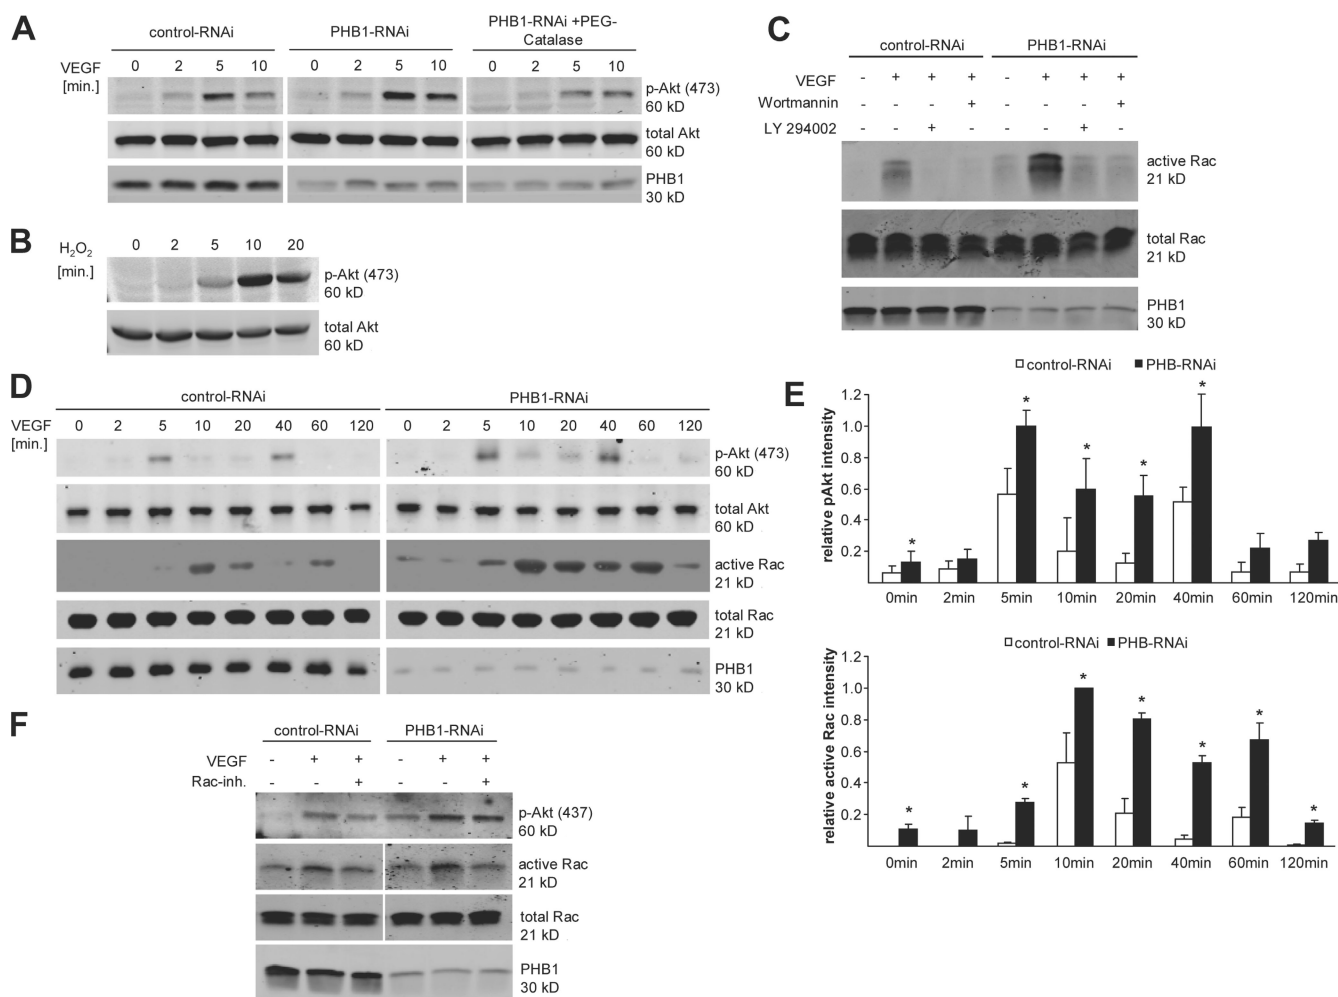 A
control-RNAi
PHB1-RNAi
PHB1-RNAi +PEG-
Catalase
VEGF
[min.]
0 2 5 10 0 2 5 10 0 2 5 10
p-Akt (473)
60 kD
total Akt
60 kD
PHB1
30 kD
B
H₂O₂
[min.]
0 2 5 10 20
p-Akt (473)
60 kD
total Akt
60 kD
C
control-RNAi PHB1-RNAi
VEGF - + + + - + + +
Wortmannin - - - + - - - +
LY 294002 - - + - - - + -
active Rac
21 kD
total Rac
21 kD
PHB1
30 kD
D
control-RNAi PHB1-RNAi
VEGF
[min.]
0 2 5 10 20 40 60 120 0 2 5 10 20 40 60 120
p-Akt (473)
60 kD
total Akt
60 kD
active Rac
21 kD
total Rac
21 kD
PHB1
30 kD
E
control-RNAi PHB-RNAi
relative pAkt intensity
1.2
1.0
0.8
0.6
0.4
0.2
* * * * * *
0min 2min 5min 10min 20min 40min 60min 120min
control-RNAi PHB-RNAi
relative active Rac intensity
1.2
1.0
0.8
0.6
0.4
0.2
* * * * * * *
0min 2min 5min 10min 20min 40min 60min 120min
F
control-RNAi PHB1-RNAi
VEGF - + + - + +
Rac-inh. - - + - - +
p-Akt (437)
60 kD
active Rac
21 kD
total Rac
21 kD
PHB1
30 kD